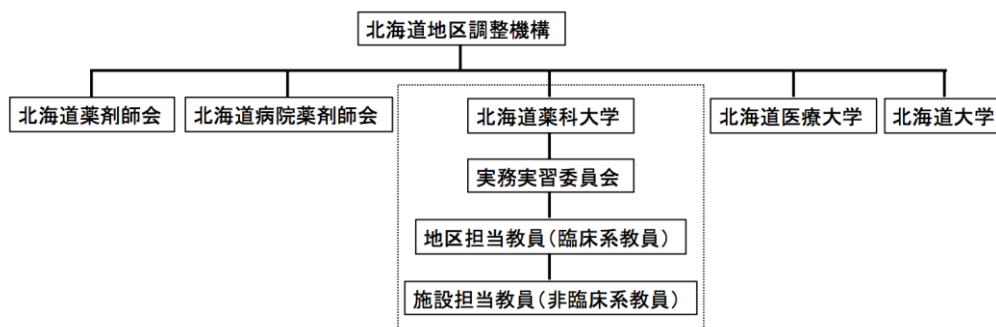 北海道地区調整機構
北海道薬剤師会
北海道病院薬剤師会
北海道薬科大学
北海道医療大学
北海道大学
実務実習委員会
地区担当教員(臨床系教員)
施設担当教員(非臨床系教員)